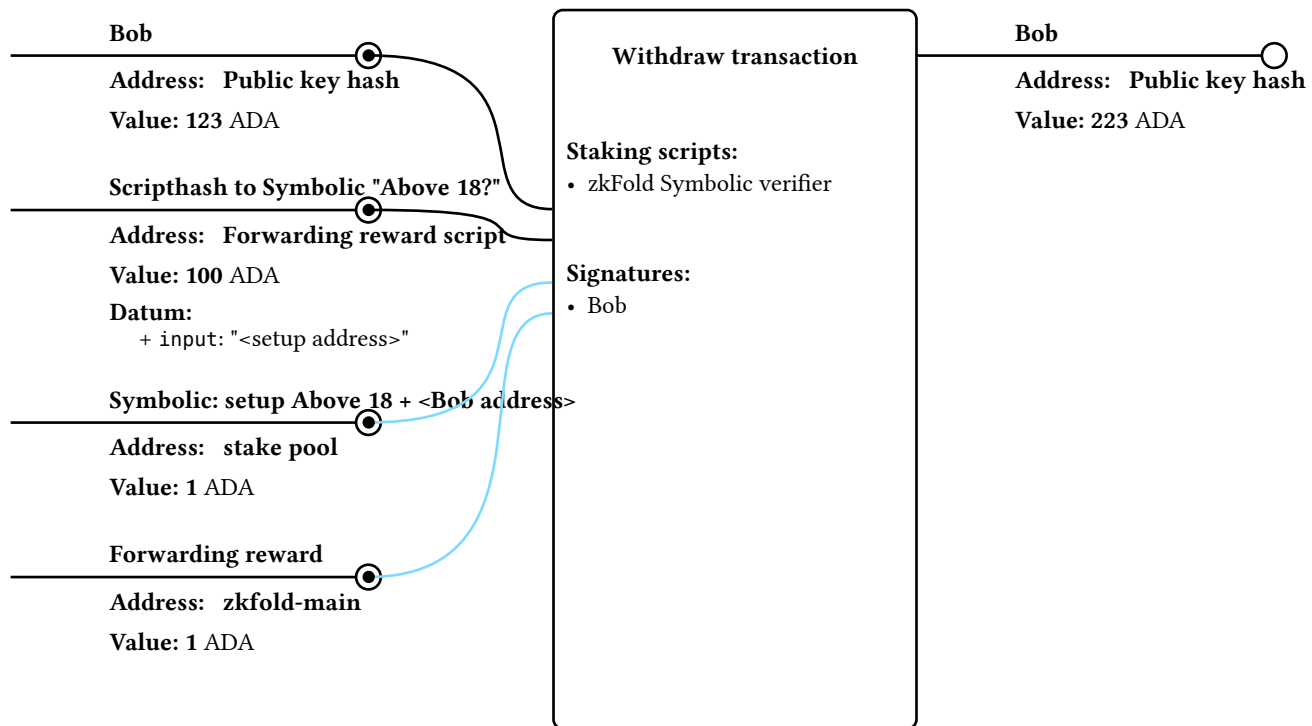 Bob
Address: Public key hash
Value: 123 ADA
Scripthash to Symbolic "Above 18?"
Address: Forwarding reward script
Value: 100 ADA
Datum:
+ input: "<setup address>"
Symbolic: setup Above 18 + <Bob address>
Address: stake pool
Value: 1 ADA
Forwarding reward
Address: zkfold-main
Value: 1 ADA
Withdraw transaction
Staking scripts:
• zkFold Symbolic verifier
Signatures:
• Bob
Bob
Address: Public key hash
Value: 223 ADA